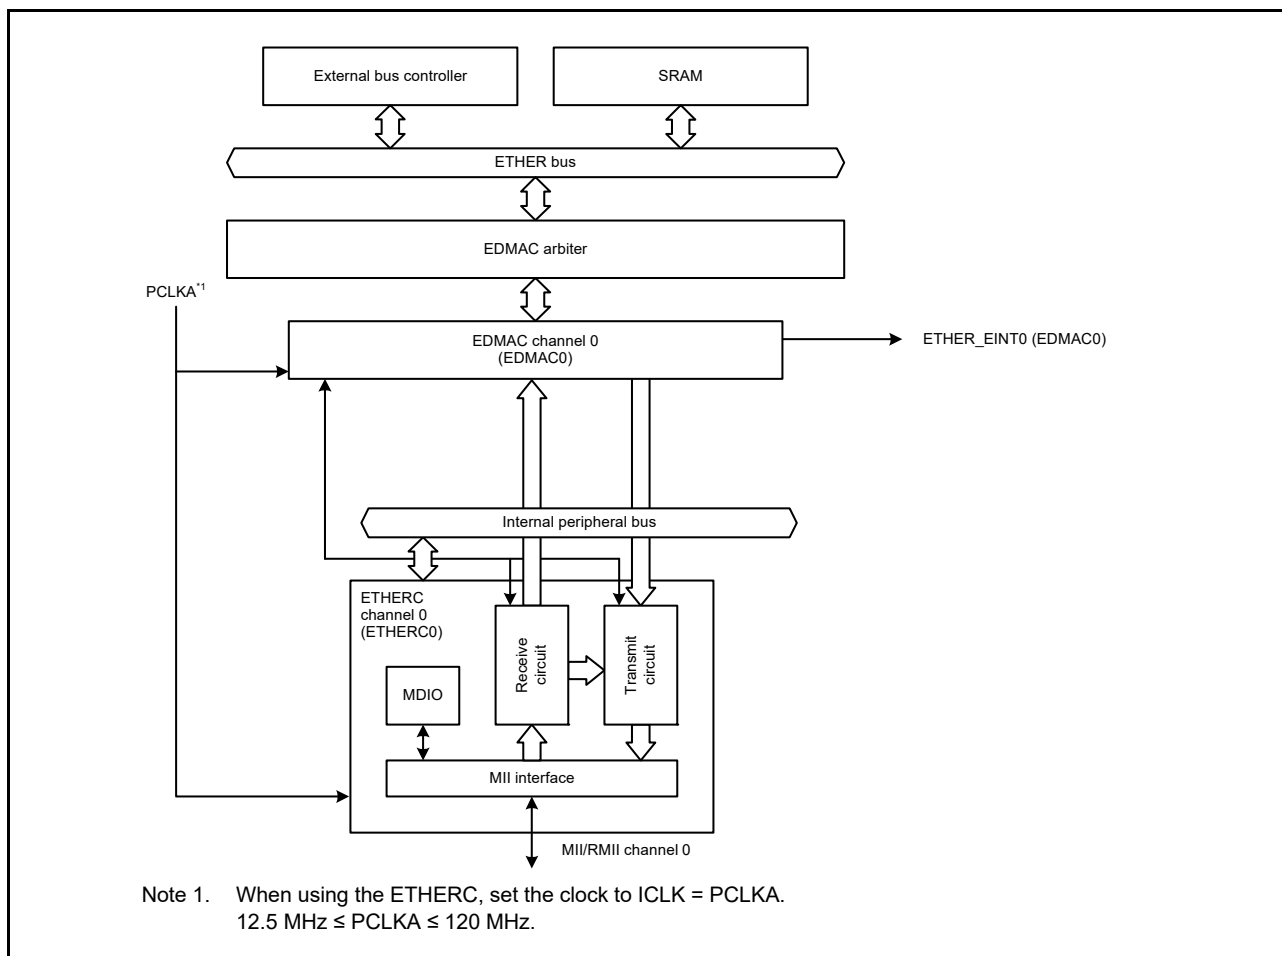 External bus controller
SRAM
ETHER bus
EDMAC arbiter
PCLKA*1
EDMAC channel 0
(EDMAC0)
ETHER_EINT0 (EDMAC0)
Internal peripheral bus
ETHERC
channel 0
(ETHERC0)
Receive
circuit
Transmit
circuit
MDIO
MII interface
MII/RMII channel 0
Note 1. When using the ETHERC, set the clock to ICLK = PCLKA.
12.5 MHz ≤ PCLKA ≤ 120 MHz.